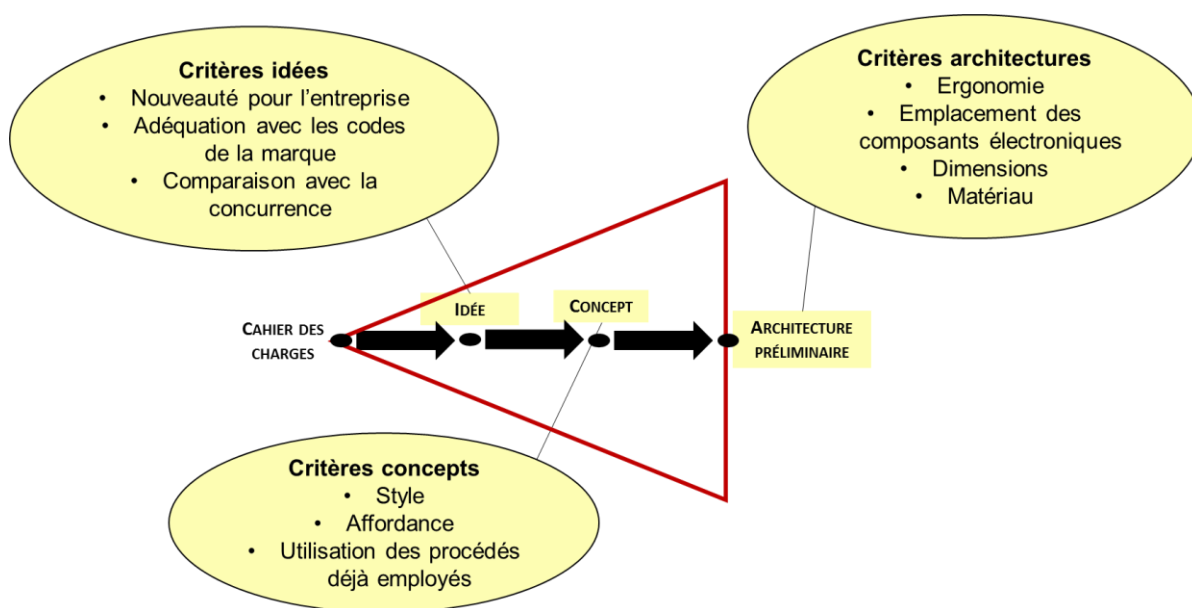 Critères idées
• Nouveauté pour l'entreprise
• Adéquation avec les codes
de la marque
• Comparaison avec la
concurrence
Critères architectures
• Ergonomie
• Emplacement des
composants électroniques
• Dimensions
• Matériau
CAHIER DES
CHARGES
IDÉE
CONCEPT
ARCHITECTURE
PRÉLIMINAIRE
Critères concepts
• Style
• Affordance
• Utilisation des procédés
déjà employés